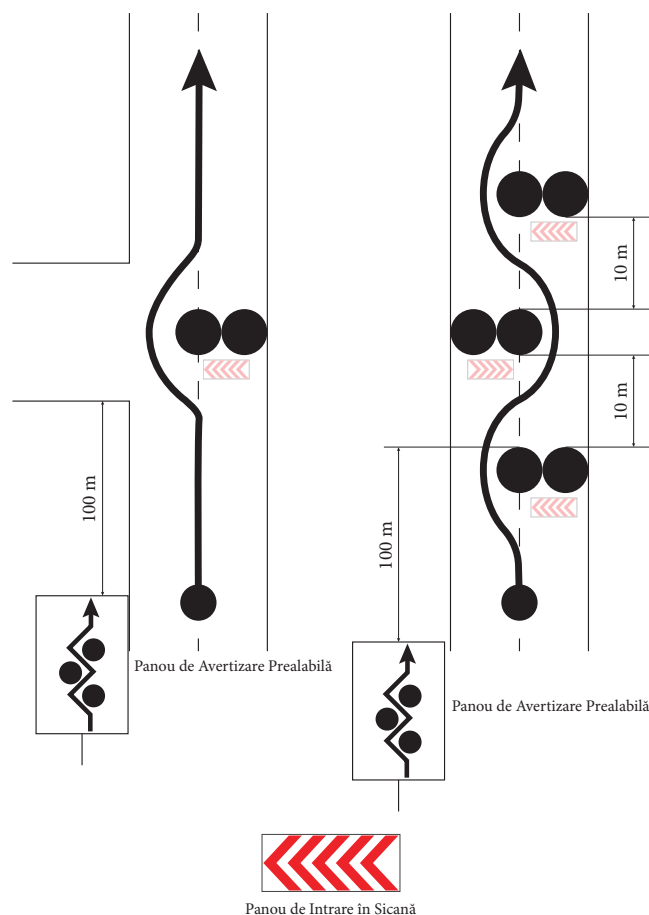 10 m
10 m
100 m
100 m
Panou de Avertizare Prealabilă
Panou de Avertizare Prealabilă
Panou de Intrare în Sicană